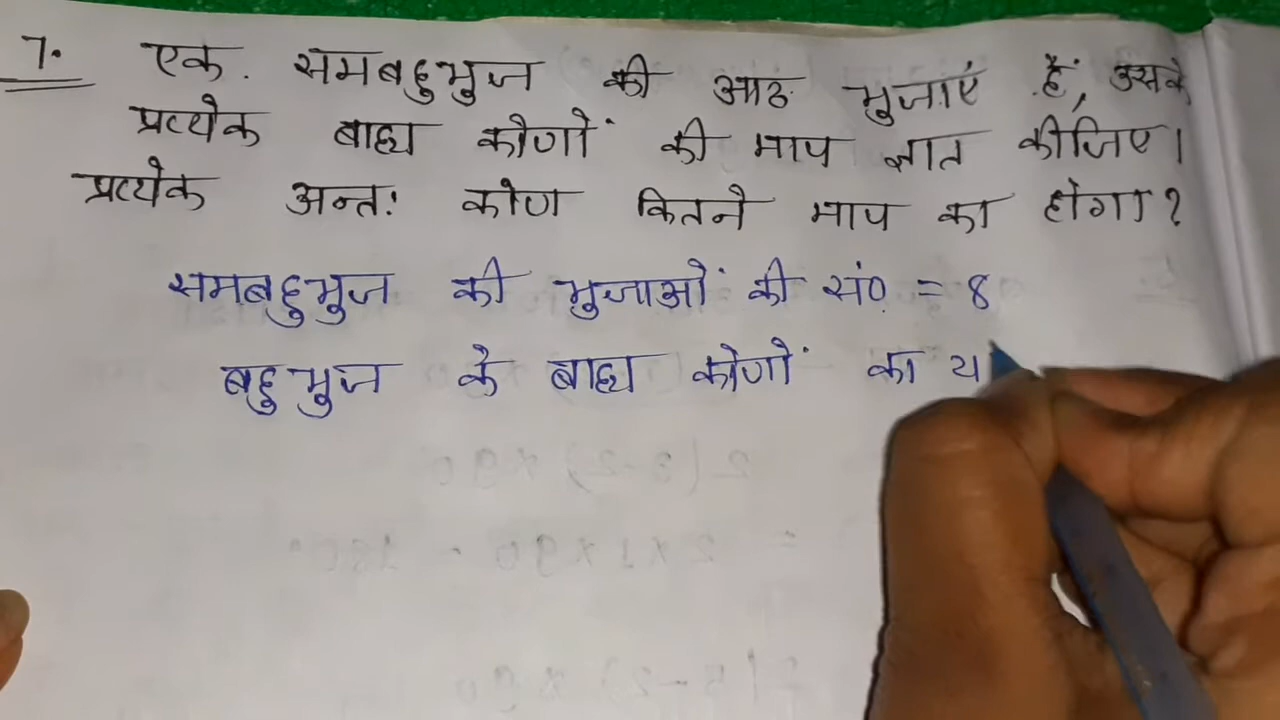 7. एक समबहुभुज की आठ भुजाएं हैं, उसके
प्रत्येक बाह्य कोणों की माप ज्ञात कीजिए।
प्रत्येक अन्त: कोण कितने माप का होगा?
समबहुभुज की भुजाओं की सं० = 8
बहुभुज के बाह्य कोणों का य